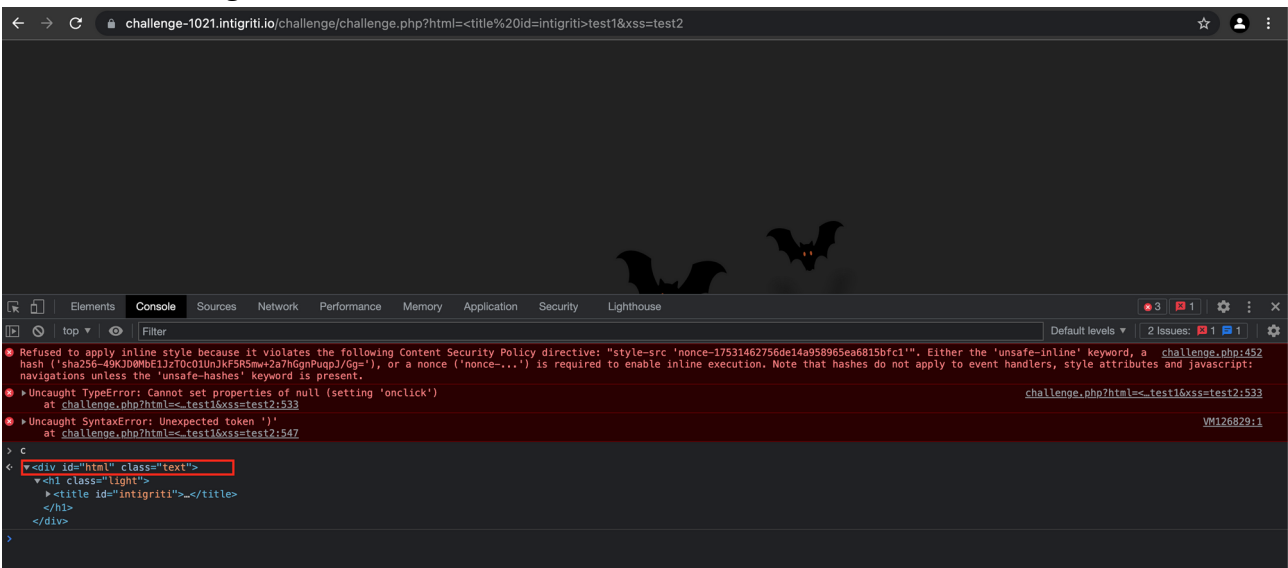 challenge-1021.intigriti.io/challenge/challenge.php?html=<title%20id=intigriti>test1&xss=test2
Elements Console Sources Network Performance Memory Application Security Lighthouse 3 1
top ▼ Filter Default levels ▼ 2 Issues: 1 1
Refused to apply inline style because it violates the following Content Security Policy directive: "style-src 'nonce-17531462756de14a958965ea6815bfc1'". Either the 'unsafe-inline' keyword, a challenge.php:452
hash ('sha256-49KJD0MbE1JzTOcO1UnJkF5R5mw+2a7hGgnPuqpJ/Gg='), or a nonce ('nonce-...') is required to enable inline execution. Note that hashes do not apply to event handlers, style attributes and javascript:
navigations unless the 'unsafe-hashes' keyword is present.
▶Uncaught TypeError: Cannot set properties of null (setting 'onclick') challenge.php?html=<…test1&xss=test2:533
at challenge.php?html=<…test1&xss=test2:533
▶Uncaught SyntaxError: Unexpected token ')' VM126829:1
at challenge.php?html=<…test1&xss=test2:547
> c
▼<div id="html" class="text">
▼<h1 class="light">
▶<title id="intigriti">…</title>
</h1>
</div>
>